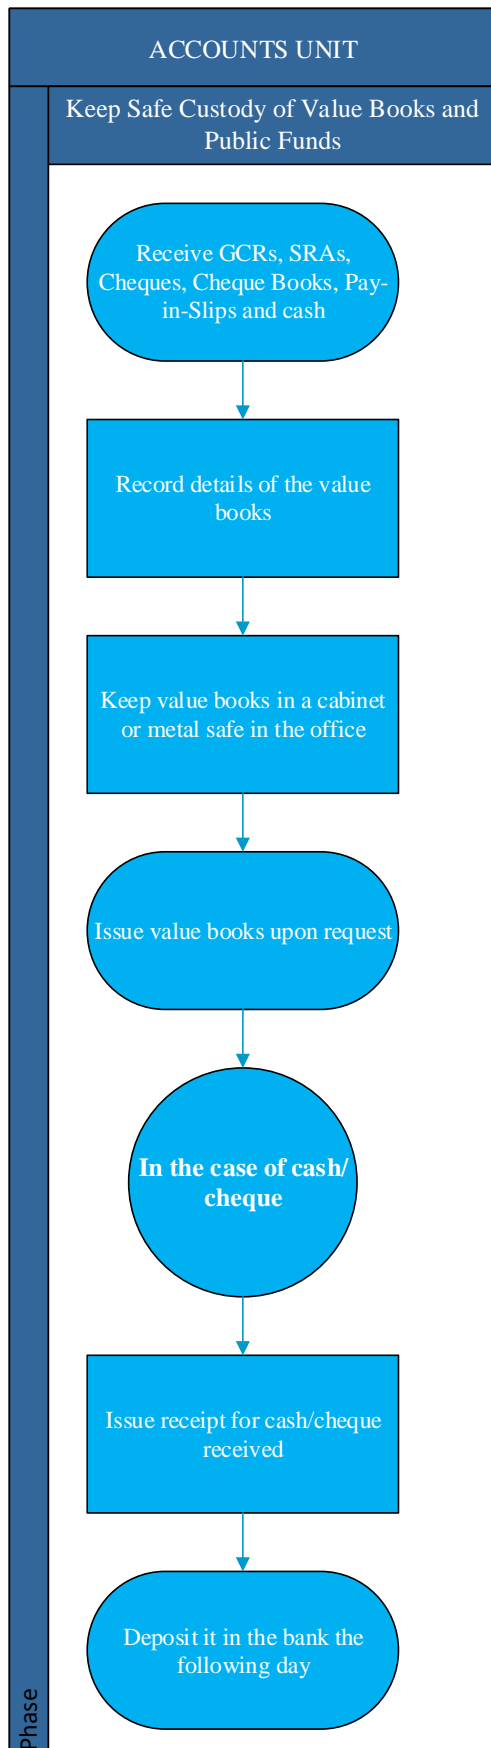 ACCOUNTS UNIT
Keep Safe Custody of Value Books and
Public Funds
Receive GCRs, SRAs,
Cheques, Cheque Books, Pay-
in-Slips and cash
Record details of the value
books
Keep value books in a cabinet
or metal safe in the office
Issue value books upon request
In the case of cash/
cheque
Issue receipt for cash/cheque
received
Deposit it in the bank the
following day
Phase